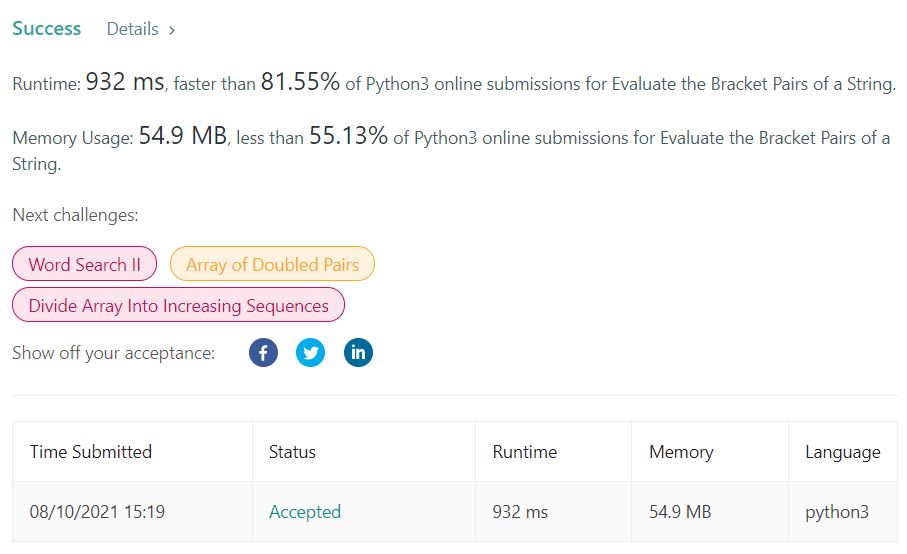 Success Details >
Runtime: 932 ms, faster than 81.55% of Python3 online submissions for Evaluate the Bracket Pairs of a String.
Memory Usage: 54.9 MB, less than 55.13% of Python3 online submissions for Evaluate the Bracket Pairs of a
String.
Next challenges:
Word Search II Array of Doubled Pairs
Divide Array Into Increasing Sequences
Show off your acceptance: f in
Time Submitted Status Runtime Memory Language
08/10/2021 15:19 Accepted 932 ms 54.9 MB python3